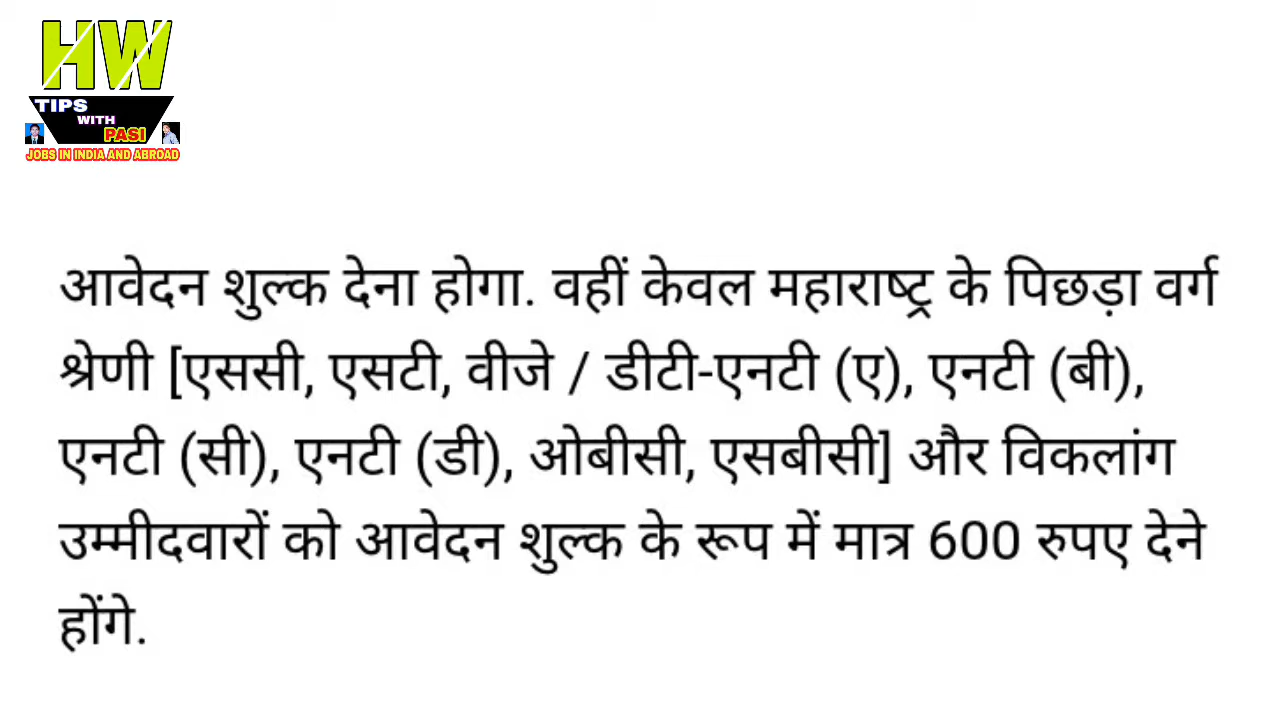 HW
TIPS
WITH
PASI
JOBS IN INDIA AND ABROAD
आवेदन शुल्क देना होगा. वहीं केवल महाराष्ट्र के पिछड़ा वर्ग
श्रेणी [एससी, एसटी, वीजे / डीटी-एनटी (ए), एनटी (बी),
एनटी (सी), एनटी (डी), ओबीसी, एसबीसी] और विकलांग
उम्मीदवारों को आवेदन शुल्क के रूप में मात्र 600 रुपए देने
होंगे.